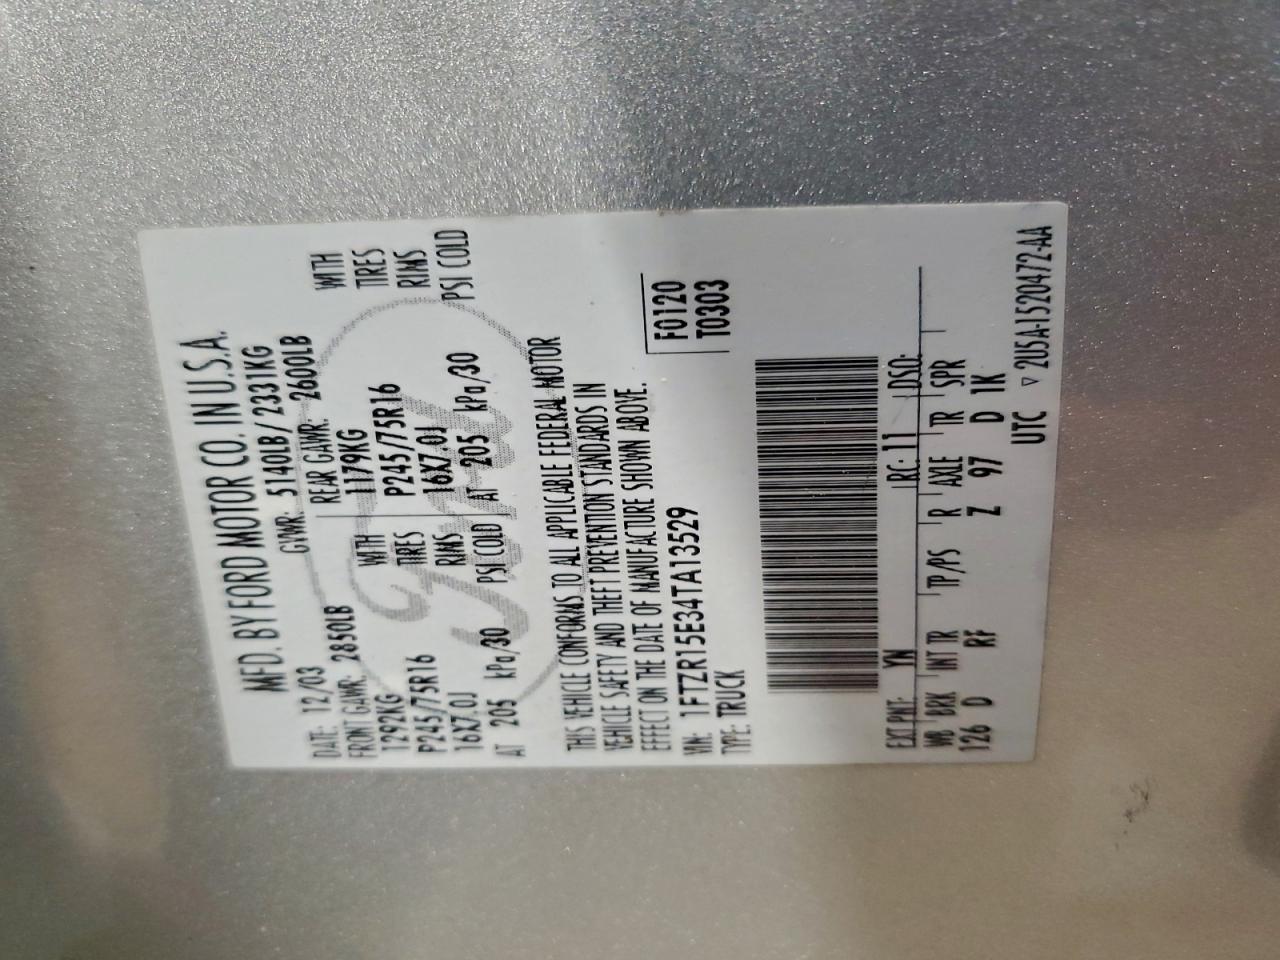 MFD. BY FORD MOTOR CO. IN U.S.A.
DATE: 12/03 GVWR: 5140LB/ 2331KG
FRONT GAWR: 2850LB REAR GAWR: 2600LB
1292KG WITH 1179KG WITH
P245/75R16 TIRES P245/75R16 TIRES
16X7.0J RIMS 16X7.0J RIMS
AT 205 kPa/30 PSI COLD AT 205 kPa/30 PSI COLD
THIS VEHICLE CONFORMS TO ALL APPLICABLE FEDERAL MOTOR
VEHICLE SAFETY AND THEFT PREVENTION STANDARDS IN
EFFECT ON THE DATE OF MANUFACTURE SHOWN ABOVE.
VIN: 1FTZR15E34TA13529 F0120
TYPE: TRUCK T0303
EXT PNT: YN RC: 11 DSO:
WB BRK INT TR TP/PS R AXLE TR SPR
126 D RF Z 97 D 1K
UTC ▽ 2U5A-1520472-AA
Ford